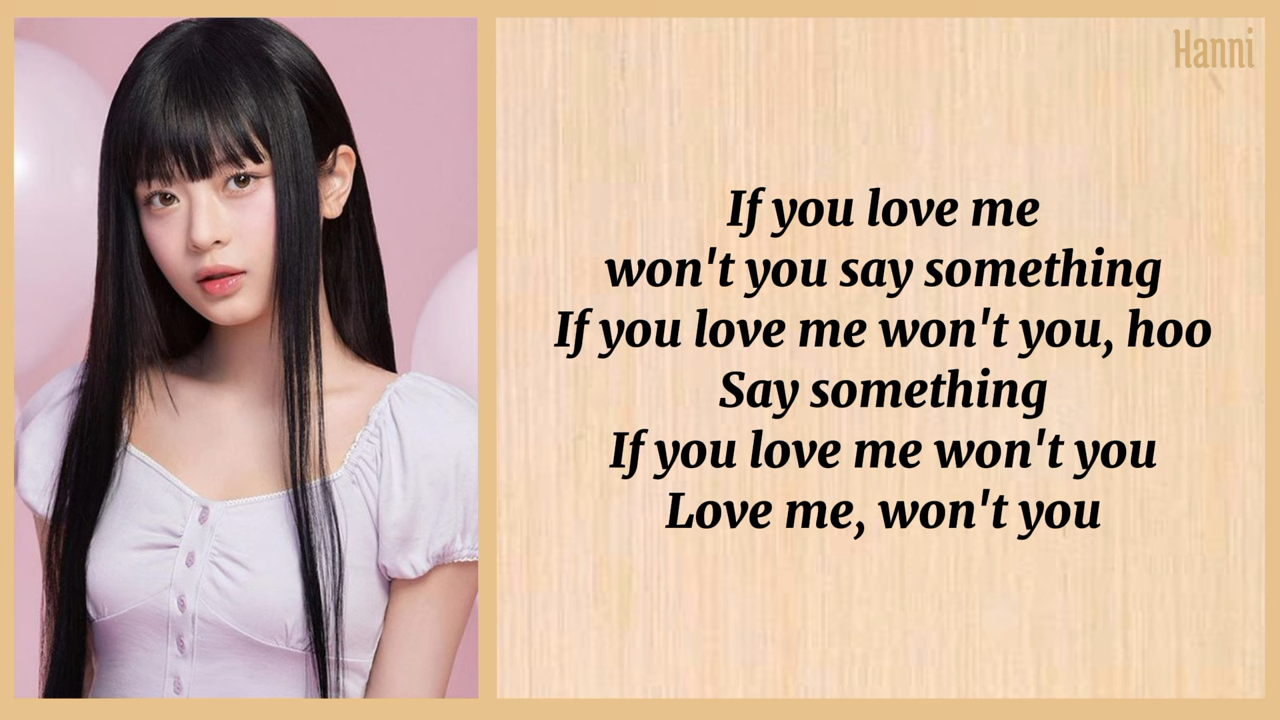 Hanni
If you love me
won't you say something
If you love me won't you, hoo
Say something
If you love me won't you
Love me, won't you